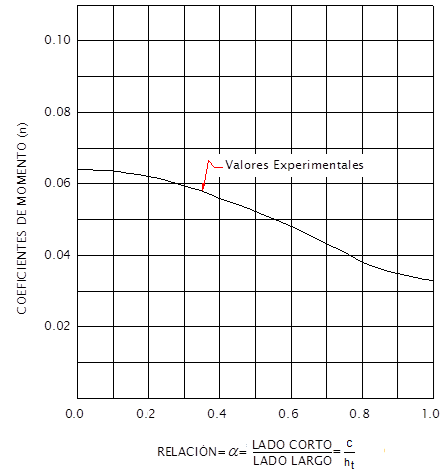 0.10
0.08
Valores Experimentales
0.06
0.04
0.02
COEFICIENTES DE MOMENTO (n)
0.0 0.2 0.4 0.6 0.8 1.0
RELACIÓN= α= LADO CORTO / LADO LARGO = c / ht